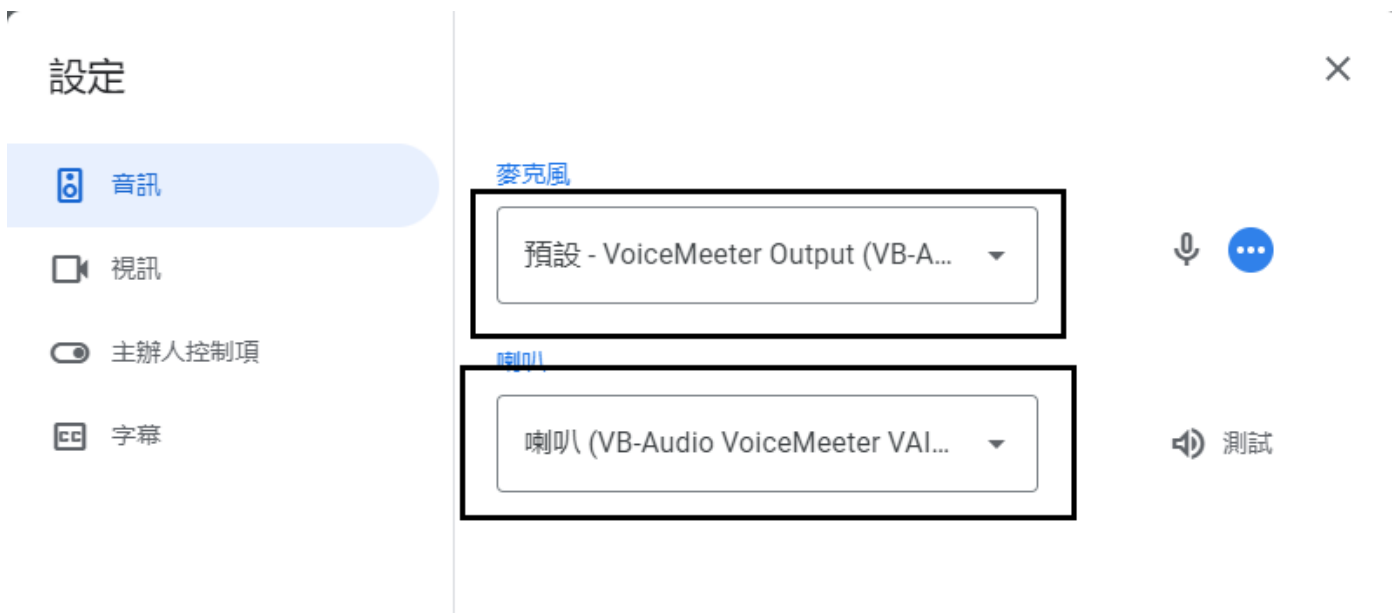 設定
音訊
視訊
主辦人控制項
CC 字幕
麥克風
預設 - VoiceMeeter Output (VB-A...
喇叭
喇叭 (VB-Audio VoiceMeeter VAI...
測試